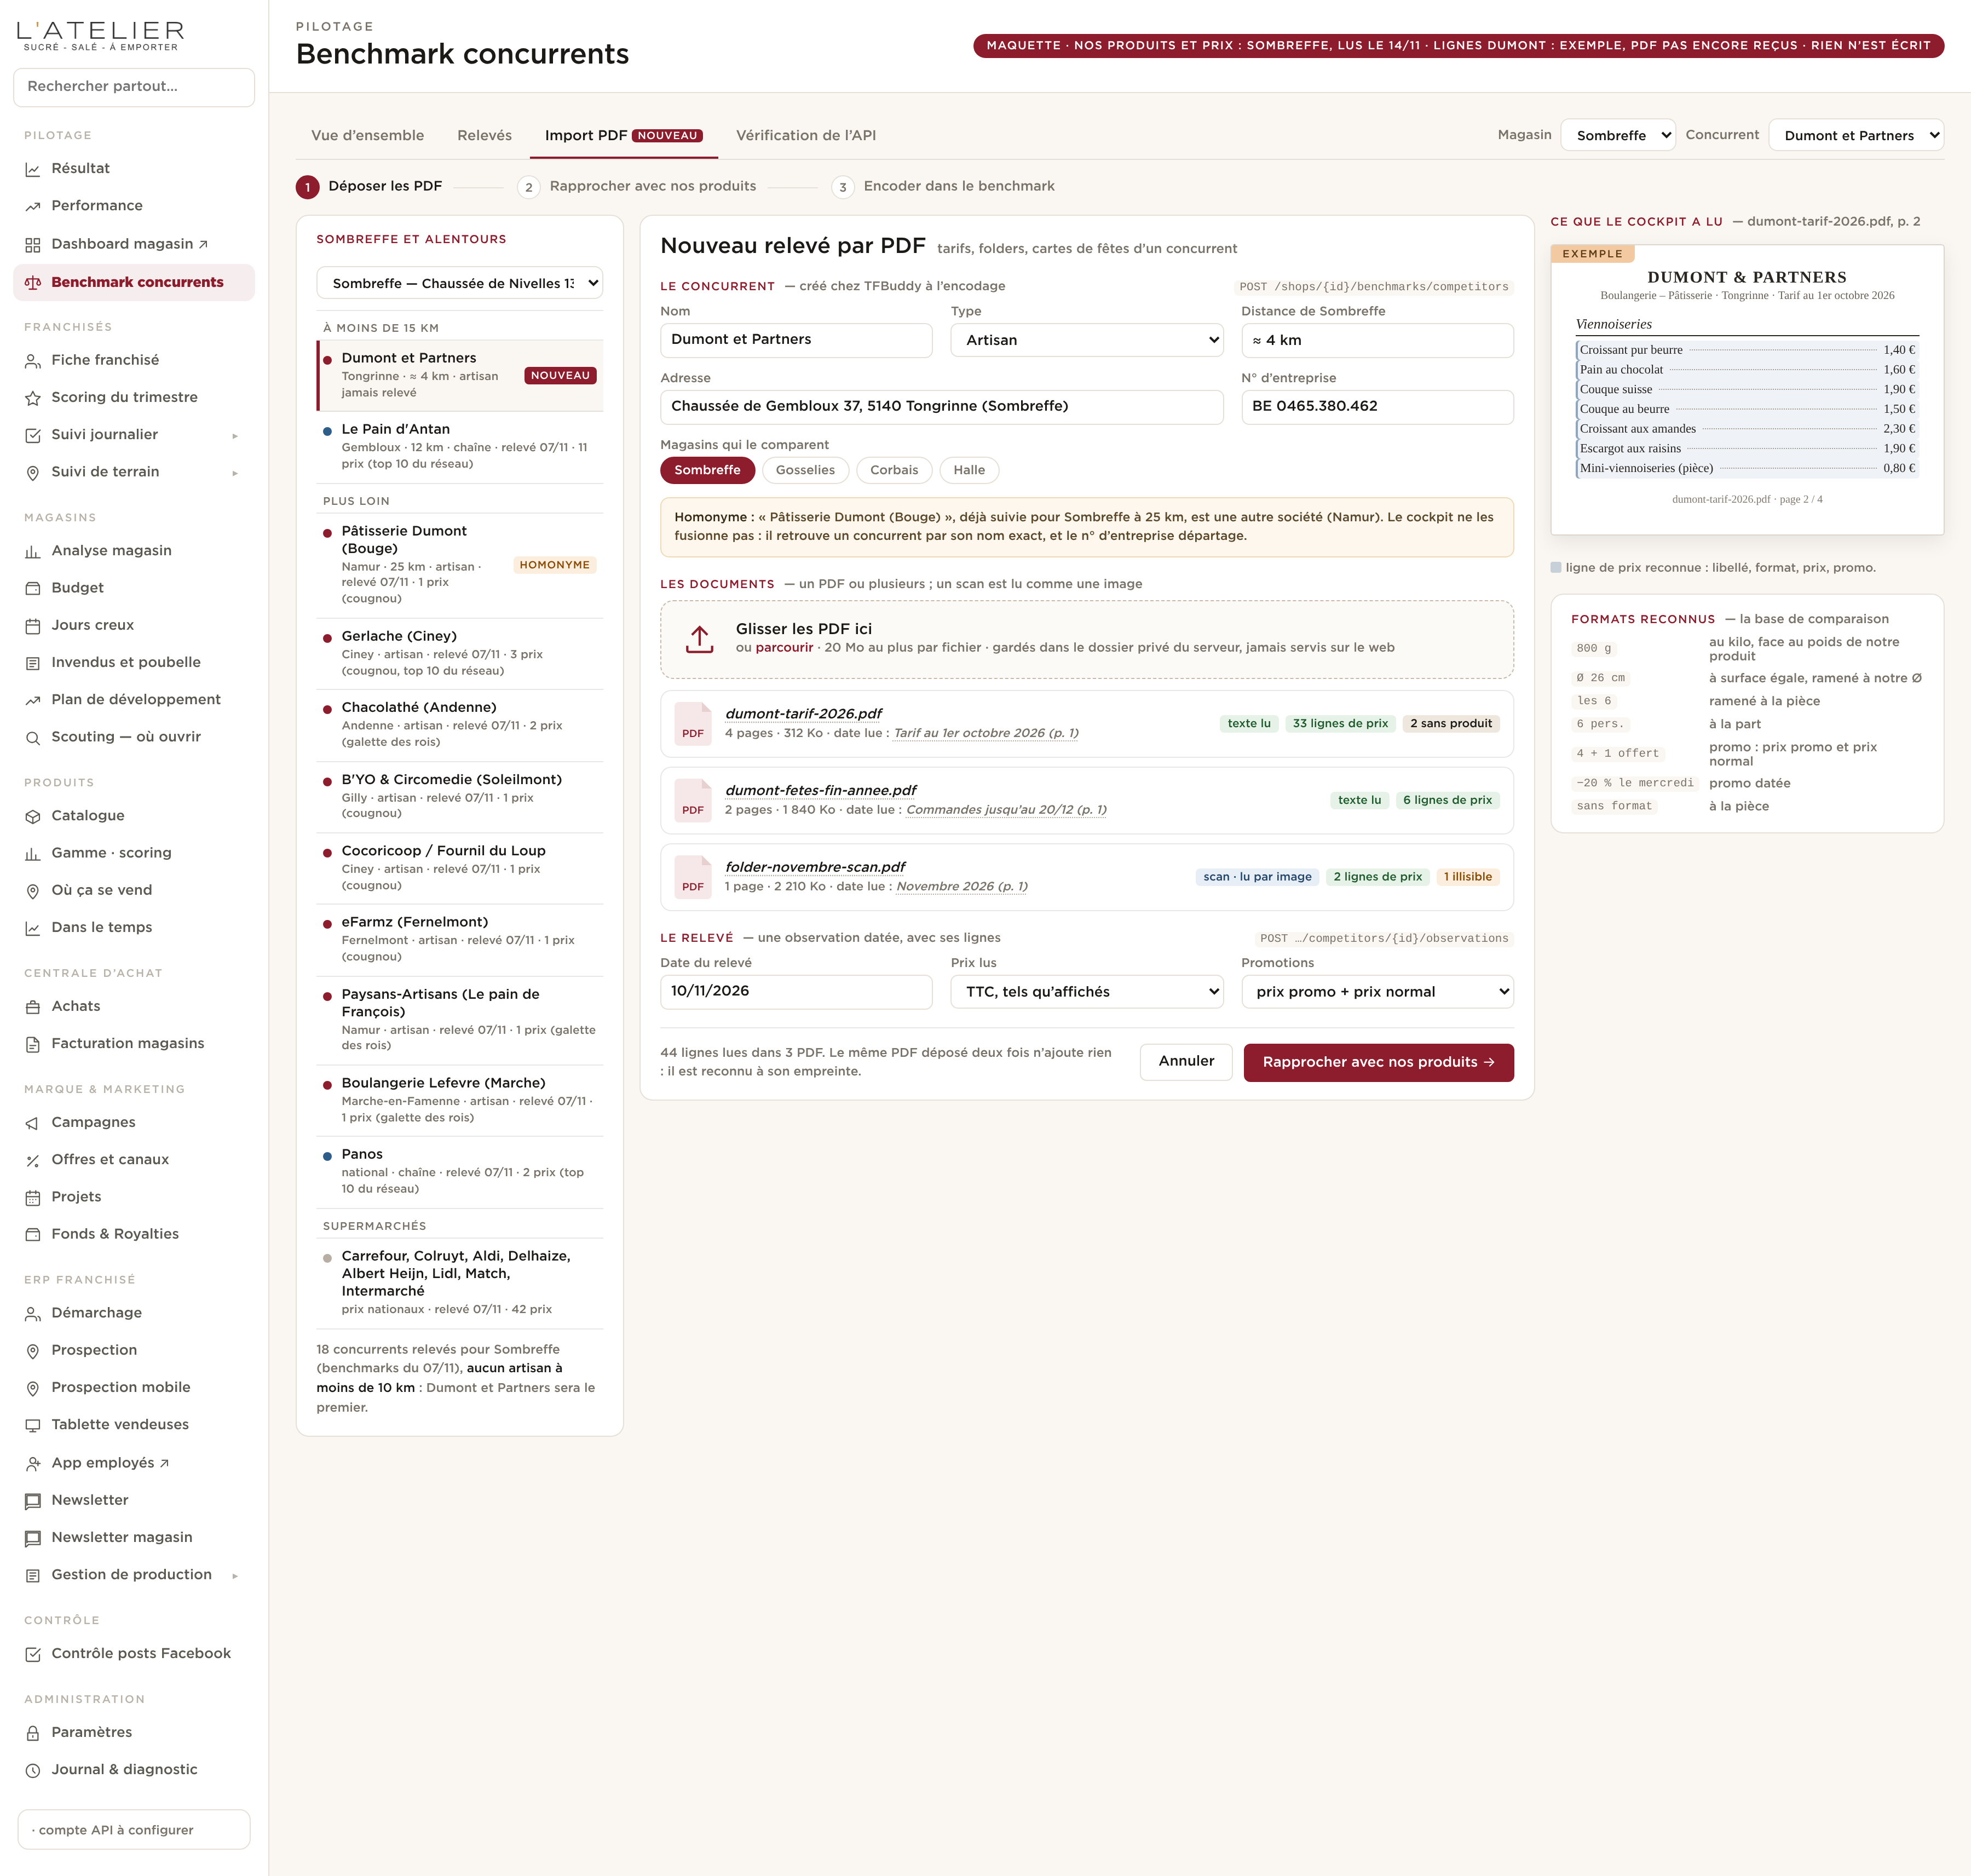 L'ATELIER
SUCRÉ - SALÉ - À EMPORTER
Rechercher partout...
PILOTAGE
Résultat
Performance
Dashboard magasin ↗
Benchmark concurrents
FRANCHISÉS
Fiche franchisé
Scoring du trimestre
Suivi journalier ▸
Suivi de terrain ▸
MAGASINS
Analyse magasin
Budget
Jours creux
Invendus et poubelle
Plan de développement
Scouting — où ouvrir
PRODUITS
Catalogue
Gamme · scoring
Où ça se vend
Dans le temps
CENTRALE D'ACHAT
Achats
Facturation magasins
MARQUE & MARKETING
Campagnes
Offres et canaux
Projets
Fonds & Royalties
ERP FRANCHISÉ
Démarchage
Prospection
Prospection mobile
Tablette vendeuses
App employés ↗
Newsletter
Newsletter magasin
Gestion de production ▸
CONTRÔLE
Contrôle posts Facebook
ADMINISTRATION
Paramètres
Journal & diagnostic
· compte API à configurer
PILOTAGE
Benchmark concurrents
MAQUETTE · NOS PRODUITS ET PRIX : SOMBREFFE, LUS LE 14/11 · LIGNES DUMONT : EXEMPLE, PDF PAS ENCORE REÇUS · RIEN N'EST ÉCRIT
Vue d'ensemble
Relevés
Import PDF NOUVEAU
Vérification de l'API
Magasin Sombreffe
Concurrent Dumont et Partners
1 Déposer les PDF
2 Rapprocher avec nos produits
3 Encoder dans le benchmark
SOMBREFFE ET ALENTOURS
Sombreffe — Chaussée de Nivelles 13
À MOINS DE 15 KM
Dumont et Partners
Tongrinne · ≈ 4 km · artisan
jamais relevé
NOUVEAU
Le Pain d'Antan
Gembloux · 12 km · chaîne · relevé 07/11 · 11
prix (top 10 du réseau)
PLUS LOIN
Pâtisserie Dumont
(Bouge)
Namur · 25 km · artisan ·
relevé 07/11 · 1 prix
(cougnou)
HOMONYME
Gerlache (Ciney)
Ciney · artisan · relevé 07/11 · 3 prix
(cougnou, top 10 du réseau)
Chacolathé (Andenne)
Andenne · artisan · relevé 07/11 · 2 prix
(galette des rois)
B'YO & Circomedie (Soleilmont)
Gilly · artisan · relevé 07/11 · 1 prix
(cougnou)
Cocoricoop / Fournil du Loup
Ciney · artisan · relevé 07/11 · 1 prix
(cougnou)
eFarmz (Fernelmont)
Fernelmont · artisan · relevé 07/11 · 1 prix
(cougnou)
Paysans-Artisans (Le pain de
François)
Namur · artisan · relevé 07/11 · 1 prix (galette
des rois)
Boulangerie Lefevre (Marche)
Marche-en-Famenne · artisan · relevé 07/11 ·
1 prix (galette des rois)
Panos
national · chaîne · relevé 07/11 · 2 prix (top
10 du réseau)
SUPERMARCHÉS
Carrefour, Colruyt, Aldi, Delhaize,
Albert Heijn, Lidl, Match,
Intermarché
prix nationaux · relevé 07/11 · 42 prix
18 concurrents relevés pour Sombreffe
(benchmarks du 07/11), aucun artisan à
moins de 10 km : Dumont et Partners sera le
premier.
Nouveau relevé par PDF tarifs, folders, cartes de fêtes d'un concurrent
LE CONCURRENT — créé chez TFBuddy à l'encodage
POST /shops/{id}/benchmarks/competitors
Nom
Type
Distance de Sombreffe
Dumont et Partners
Artisan
≈ 4 km
Adresse
N° d'entreprise
Chaussée de Gembloux 37, 5140 Tongrinne (Sombreffe)
BE 0465.380.462
Magasins qui le comparent
Sombreffe
Gosselies
Corbais
Halle
Homonyme : « Pâtisserie Dumont (Bouge) », déjà suivie pour Sombreffe à 25 km, est une autre société (Namur). Le cockpit ne les
fusionne pas : il retrouve un concurrent par son nom exact, et le n° d'entreprise départage.
LES DOCUMENTS — un PDF ou plusieurs ; un scan est lu comme une image
Glisser les PDF ici
ou parcourir · 20 Mo au plus par fichier · gardés dans le dossier privé du serveur, jamais servis sur le web
PDF
dumont-tarif-2026.pdf
4 pages · 312 Ko · date lue : Tarif au 1er octobre 2026 (p. 1)
texte lu
33 lignes de prix
2 sans produit
PDF
dumont-fetes-fin-annee.pdf
2 pages · 1 840 Ko · date lue : Commandes jusqu'au 20/12 (p. 1)
texte lu
6 lignes de prix
PDF
folder-novembre-scan.pdf
1 page · 2 210 Ko · date lue : Novembre 2026 (p. 1)
scan · lu par image
2 lignes de prix
1 illisible
LE RELEVÉ — une observation datée, avec ses lignes
POST …/competitors/{id}/observations
Date du relevé
Prix lus
Promotions
10/11/2026
TTC, tels qu'affichés
prix promo + prix normal
44 lignes lues dans 3 PDF. Le même PDF déposé deux fois n'ajoute rien
: il est reconnu à son empreinte.
Annuler
Rapprocher avec nos produits →
CE QUE LE COCKPIT A LU — dumont-tarif-2026.pdf, p. 2
EXEMPLE
DUMONT & PARTNERS
Boulangerie – Pâtisserie · Tongrinne · Tarif au 1er octobre 2026
Viennoiseries
Croissant pur beurre 1,40 €
Pain au chocolat 1,60 €
Couque suisse 1,90 €
Couque au beurre 1,50 €
Croissant aux amandes 2,30 €
Escargot aux raisins 1,90 €
Mini-viennoiseries (pièce) 0,80 €
dumont-tarif-2026.pdf · page 2 / 4
ligne de prix reconnue : libellé, format, prix, promo.
FORMATS RECONNUS — la base de comparaison
800 g au kilo, face au poids de notre
produit
Ø 26 cm à surface égale, ramené à notre Ø
les 6 ramené à la pièce
6 pers. à la part
4 + 1 offert promo : prix promo et prix
normal
−20 % le mercredi promo datée
sans format à la pièce